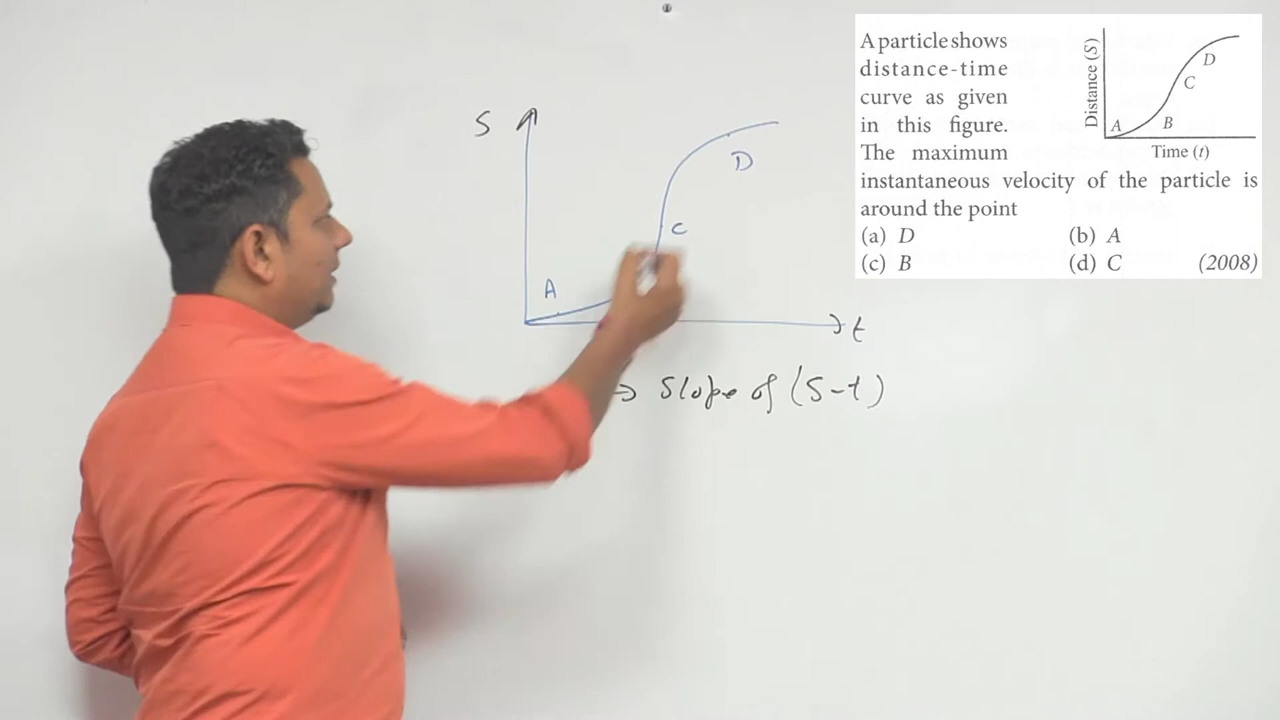 A particle shows
distance-time
curve as given
in this figure.
The maximum
instantaneous velocity of the particle is
around the point
(a) D (b) A
(c) B (d) C (2008)
Distance (S)
A
B
C
D
Time (t)
S
D
C
A
t
→ Slope of (S-t)